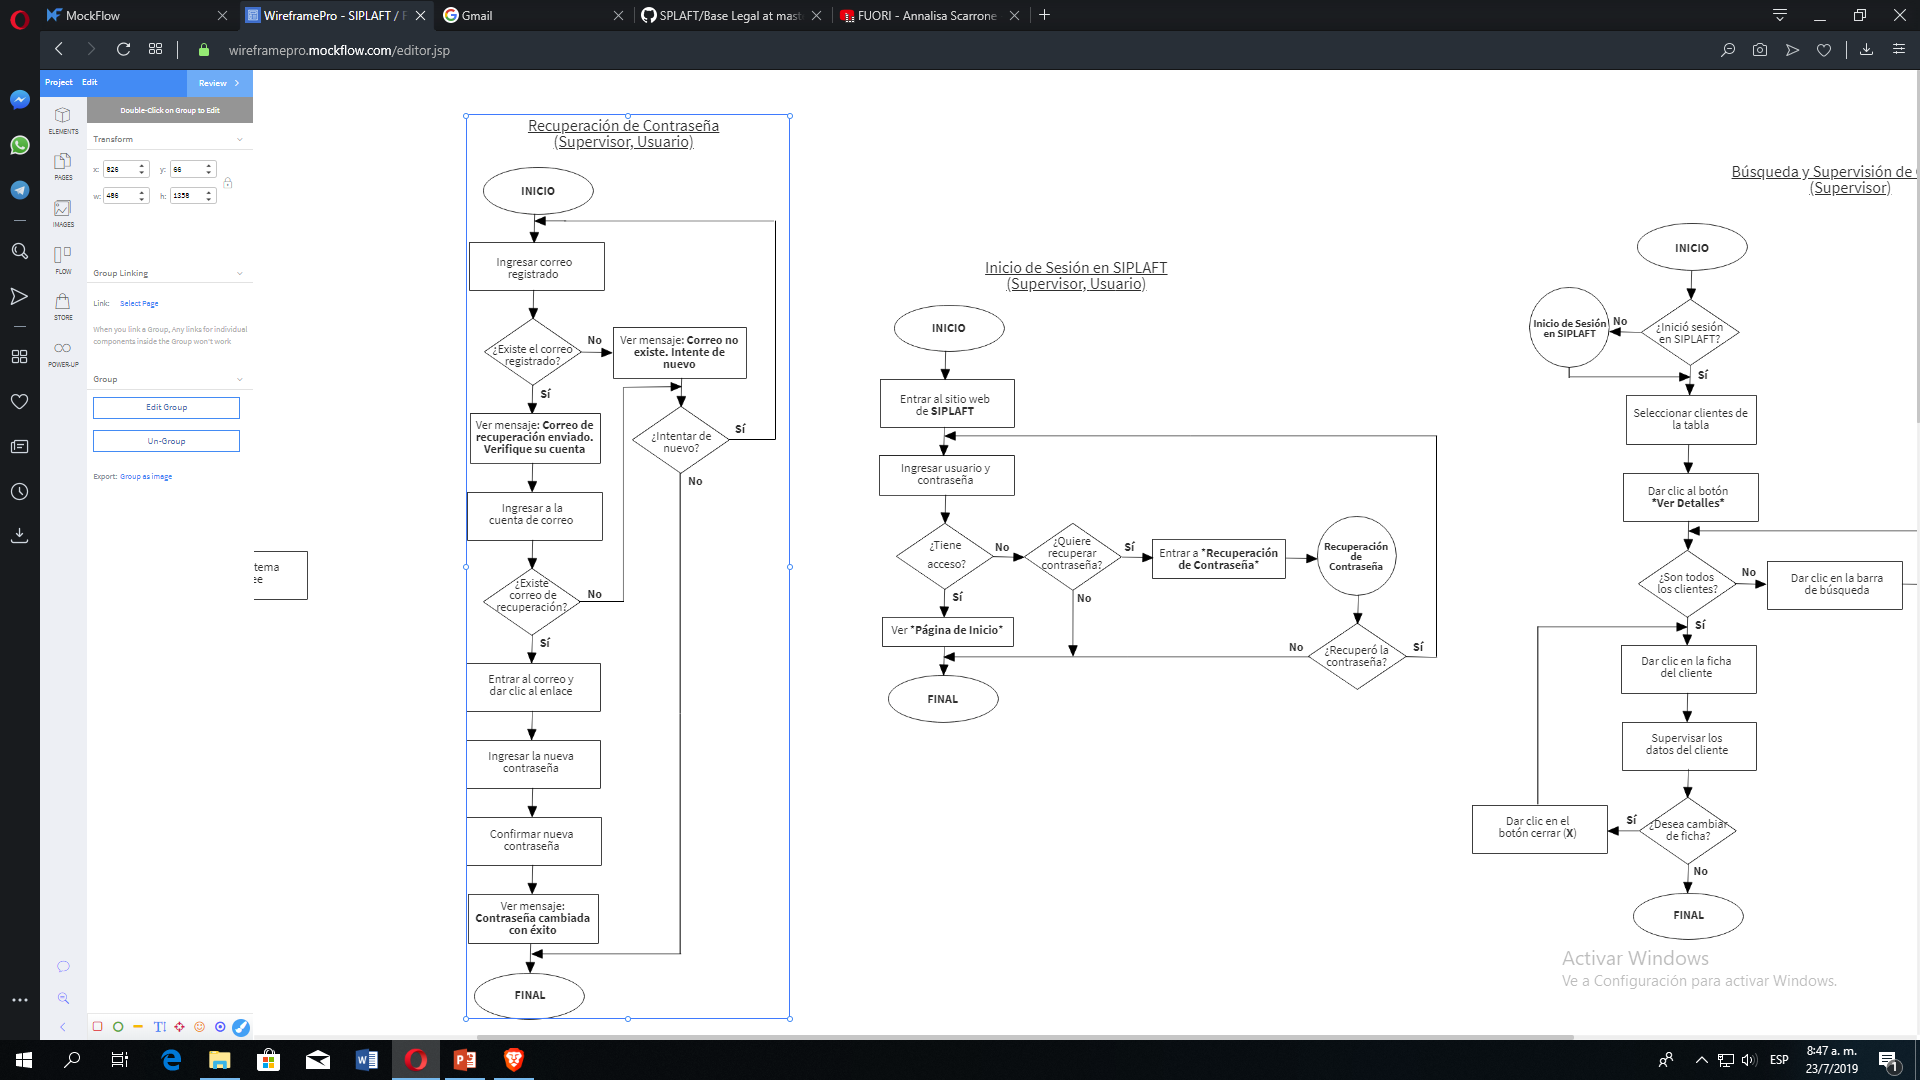 MockFlow
WireframePro - SIPLAFT / F
Gmail
SPLAFT/Base Legal at mast
FUORI - Annalisa Scarrone
wireframepro.mockflow.com/editor.jsp
Project Edit
Review
Double-Click on Group to Edit
ELEMENTS
PAGES
IMAGES
FLOW
STORE
POWER-UP
Transform
x: 826 y: 66
w: 486 h: 1358
Group Linking
Link: Select Page
When you link a Group, Any links for individual
components inside the Group won't work
Group
Edit Group
Un-Group
Export: Group as image
tema
ee
Recuperación de Contraseña
(Supervisor, Usuario)
INICIO
Ingresar correo
registrado
¿Existe el correo
registrado?
No
Ver mensaje: Correo no
existe. Intente de
nuevo
Sí
Ver mensaje: Correo de
recuperación enviado.
Verifique su cuenta
¿Intentar de
nuevo?
Sí
No
Ingresar a la
cuenta de correo
¿Existe
correo de
recuperación?
No
Sí
Entrar al correo y
dar clic al enlace
Ingresar la nueva
contraseña
Confirmar nueva
contraseña
Ver mensaje:
Contraseña cambiada
con éxito
FINAL
Inicio de Sesión en SIPLAFT
(Supervisor, Usuario)
INICIO
Entrar al sitio web
de SIPLAFT
Ingresar usuario y
contraseña
¿Tiene
acceso?
No
¿Quiere
recuperar
contraseña?
Sí
Entrar a *Recuperación
de Contraseña*
Recuperación
de
Contraseña
Sí
No
Ver *Página de Inicio*
No
¿Recuperó la
contraseña?
Sí
FINAL
Búsqueda y Supervisión de
(Supervisor)
INICIO
Inicio de Sesión
en SIPLAFT
No
¿Inició sesión
en SIPLAFT?
Sí
Seleccionar clientes de
la tabla
Dar clic al botón
*Ver Detalles*
¿Son todos
los clientes?
No
Dar clic en la barra
de búsqueda
Sí
Dar clic en la ficha
del cliente
Supervisar los
datos del cliente
Dar clic en el
botón cerrar (X)
Sí
¿Desea cambiar
de ficha?
No
FINAL
Activar Windows
Ve a Configuración para activar Windows.
ESP
8:47 a. m.
23/7/2019
1